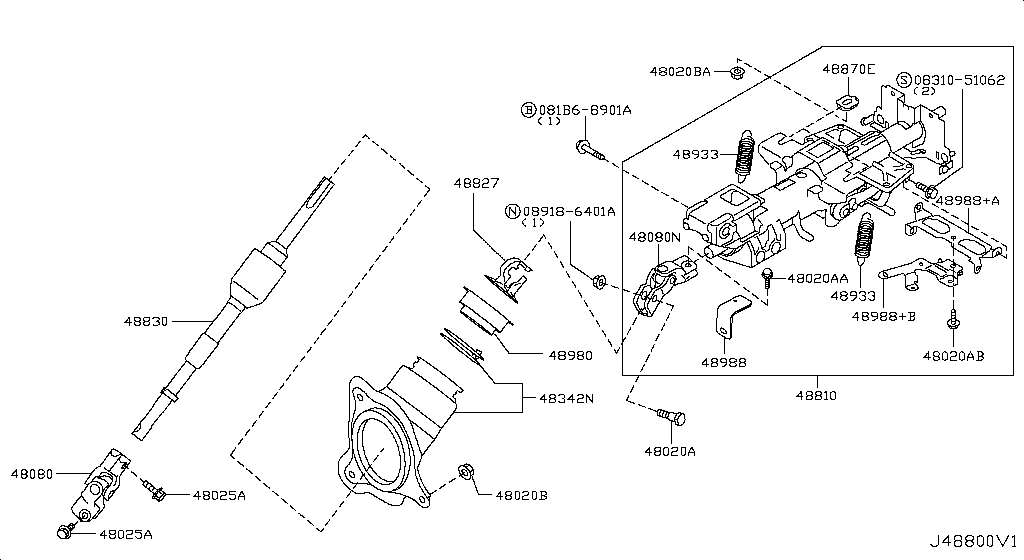 48020BA
48870E
S08310-51062
(2)
B081B6-8901A
(1)
48933
48827
N08918-6401A
(1)
48988+A
48080N
48020AA
48933
48988+B
48830
48980
48988
48020AB
48810
48342N
48020A
48080
48025A
48020B
48025A
J48800V1